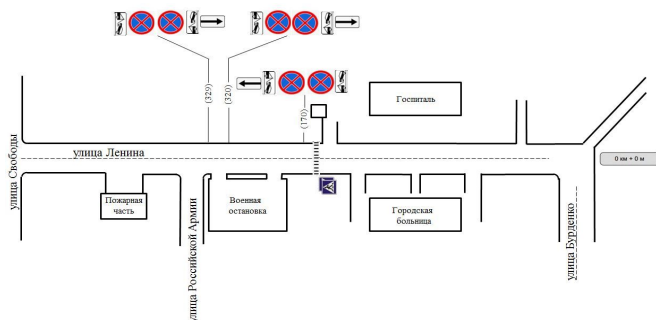 (329)
(320)
(170)
Госпиталь
улица Ленина
0 км + 0 м
улица Свободы
Пожарная
часть
улица Российской Армии
Военная
остановка
Городская
больница
улица Бурденко